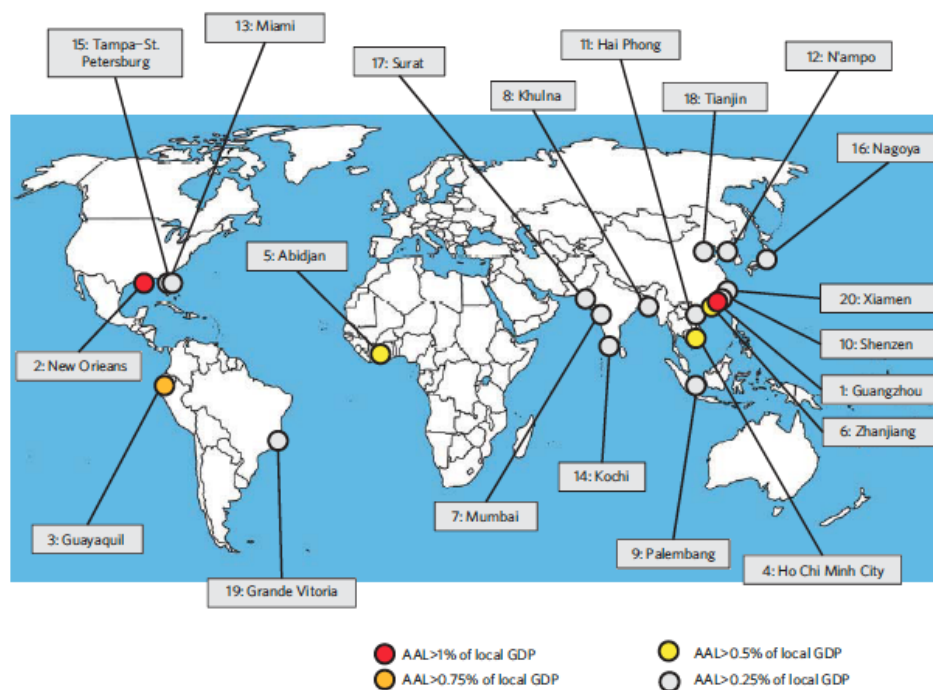 13: Miami
15: Tampa–St.
Petersburg
17: Surat
11: Hai Phong
12: N'ampo
8: Khulna
18: Tianjin
16: Nagoya
5: Abidjan
20: Xiamen
2: New Orieans
10: Shenzen
1: Guangzhou
6: Zhanjiang
14: Kochi
7: Mumbai
3: Guayaquil
9: Palembang
4: Ho Chi Minh City
19: Grande Vitoria
AAL>1% of local GDP
AAL>0.5% of local GDP
AAL>0.75% of local GDP
AAL>0.25% of local GDP